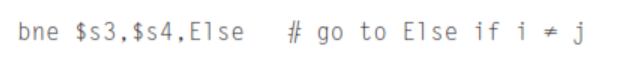 bne $s3,$s4,Else # go to Else if i ≠ j